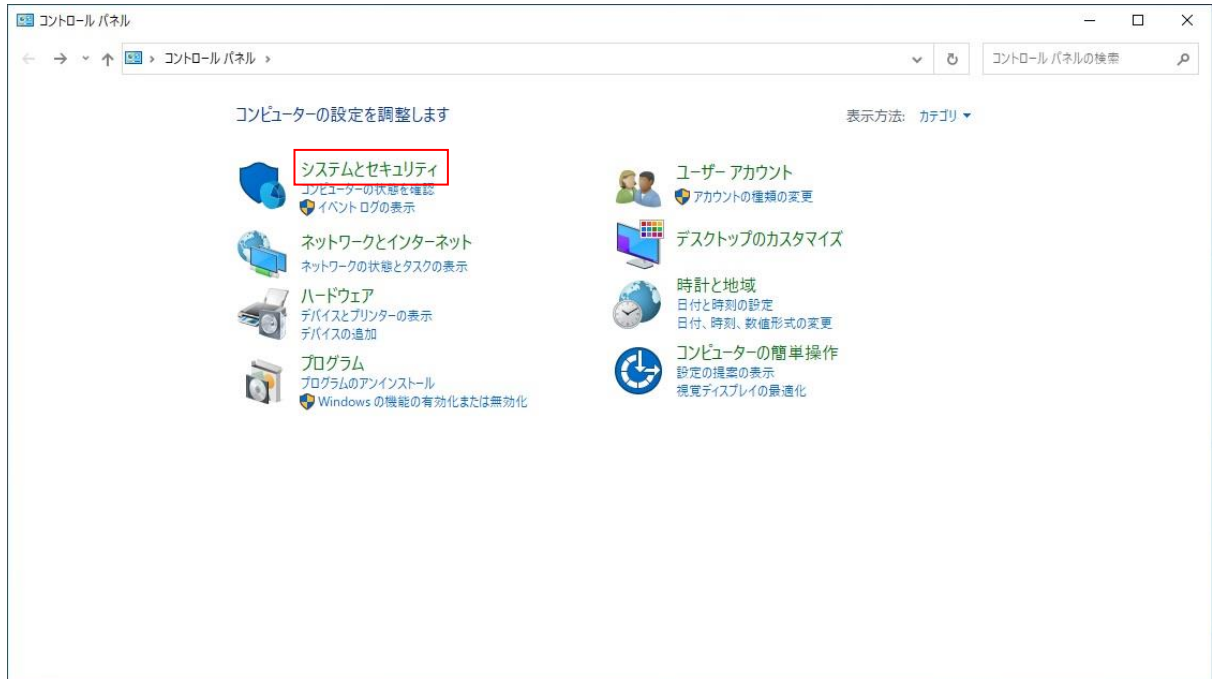 コントロール パネル
コントロール パネル
コントロール パネルの検索
コンピューターの設定を調整します
表示方法: カテゴリ
システムとセキュリティ
コンピューターの状態を確認
イベント ログの表示
ネットワークとインターネット
ネットワークの状態とタスクの表示
ハードウェア
デバイスとプリンターの表示
デバイスの追加
プログラム
プログラムのアンインストール
Windows の機能の有効化または無効化
ユーザー アカウント
アカウントの種類の変更
デスクトップのカスタマイズ
時計と地域
日付と時刻の設定
日付、時刻、数値形式の変更
コンピューターの簡単操作
設定の提案の表示
視覚ディスプレイの最適化